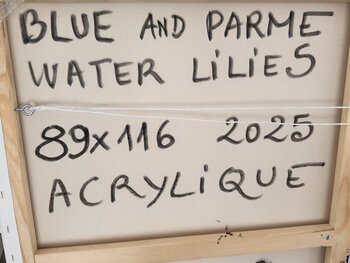 BLUE AND PARME
WATER LiLiES
89x116 2025
ACRYLiQUE